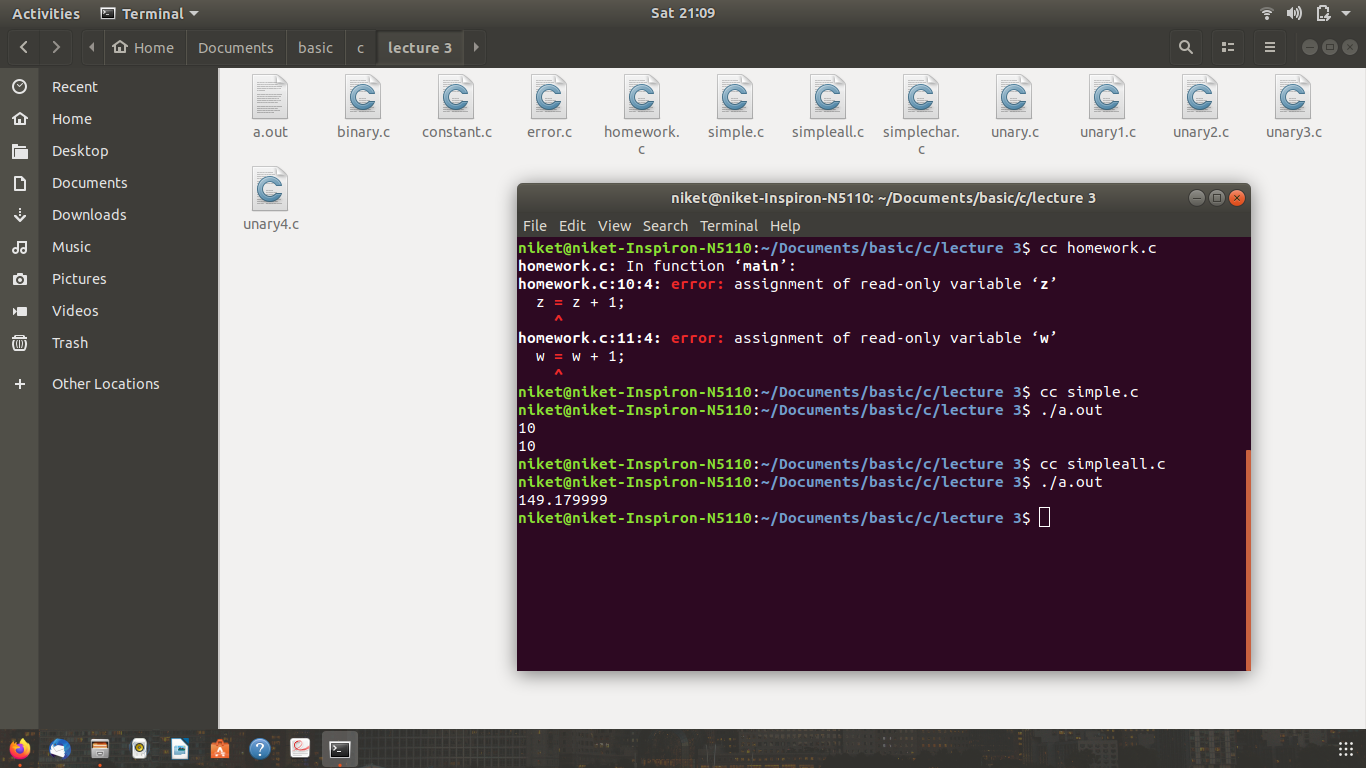 Activities Terminal Sat 21:09
Home Documents basic c lecture 3
Recent
Home
Desktop
Documents
Downloads
Music
Pictures
Videos
Trash
Other Locations
a.out binary.c constant.c error.c homework. simple.c simpleall.c simplechar. unary.c unary1.c unary2.c unary3.c
c c
unary4.c
niket@niket-Inspiron-N5110: ~/Documents/basic/c/lecture 3
File Edit View Search Terminal Help
niket@niket-Inspiron-N5110:~/Documents/basic/c/lecture 3$ cc homework.c
homework.c: In function ‘main’:
homework.c:10:4: error: assignment of read-only variable ‘z’
z = z + 1;
^
homework.c:11:4: error: assignment of read-only variable ‘w’
w = w + 1;
^
niket@niket-Inspiron-N5110:~/Documents/basic/c/lecture 3$ cc simple.c
niket@niket-Inspiron-N5110:~/Documents/basic/c/lecture 3$ ./a.out
10
10
niket@niket-Inspiron-N5110:~/Documents/basic/c/lecture 3$ cc simpleall.c
niket@niket-Inspiron-N5110:~/Documents/basic/c/lecture 3$ ./a.out
149.179999
niket@niket-Inspiron-N5110:~/Documents/basic/c/lecture 3$